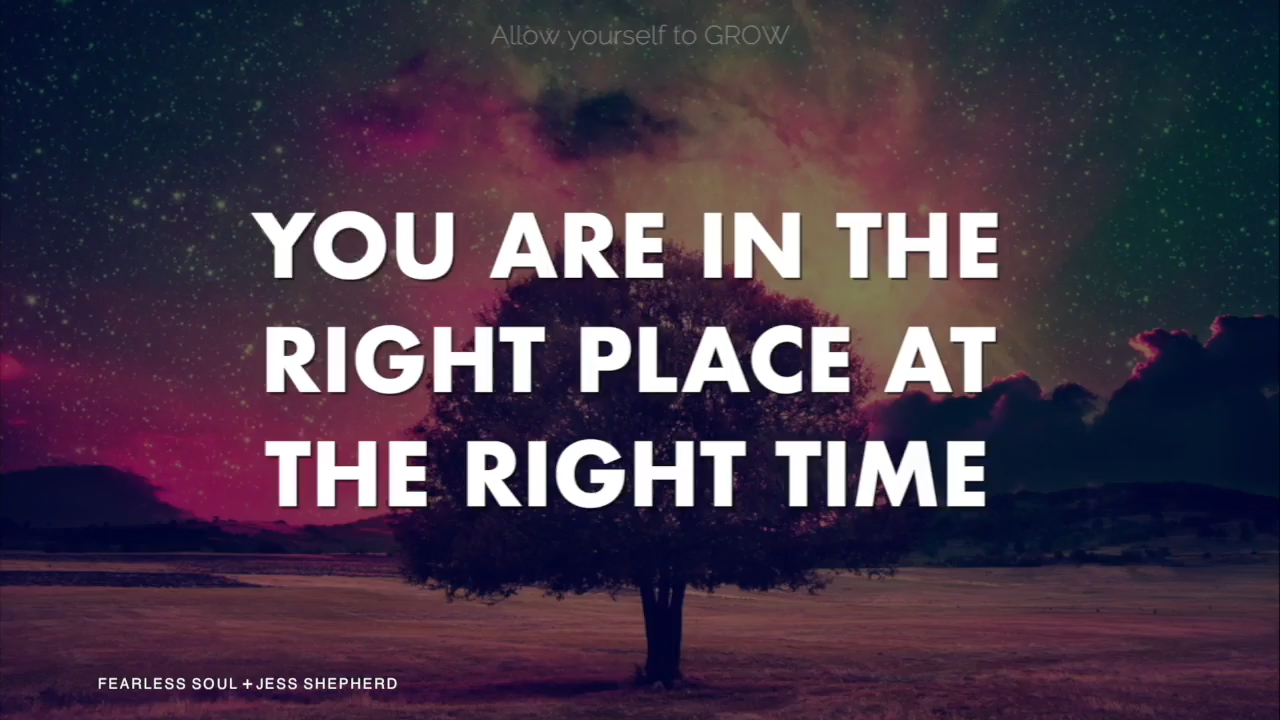 Allow yourself to GROW
YOU ARE IN THE
RIGHT PLACE AT
THE RIGHT TIME
FEARLESS SOUL + JESS SHEPHERD